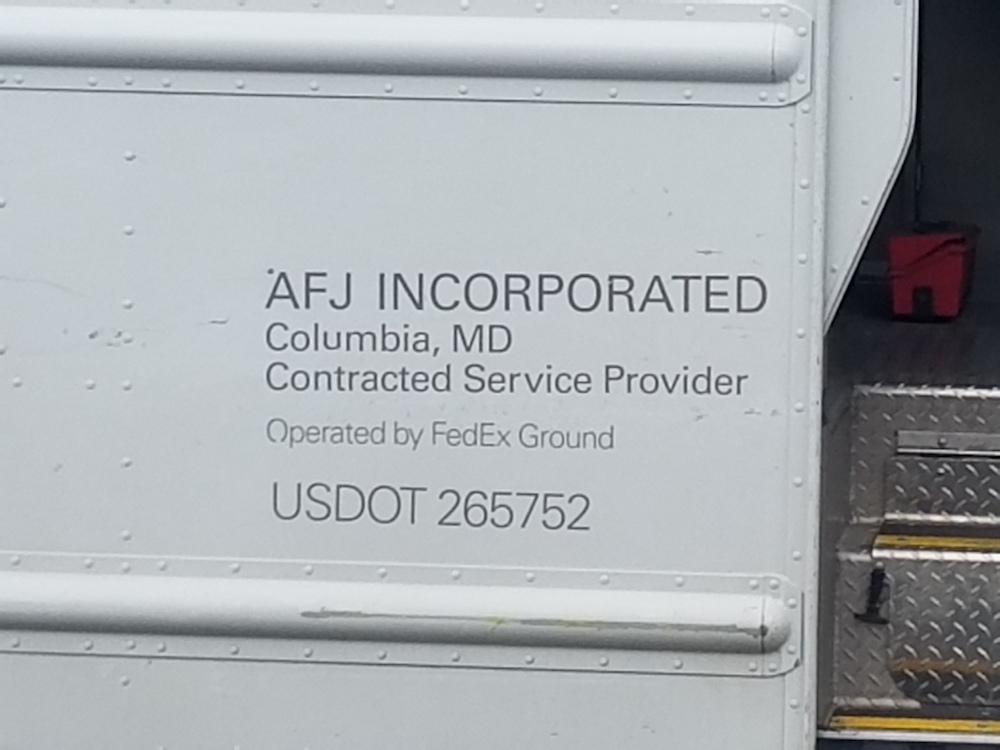 AFJ INCORPORATED
Columbia, MD
Contracted Service Provider
Operated by FedEx Ground
USDOT 265752